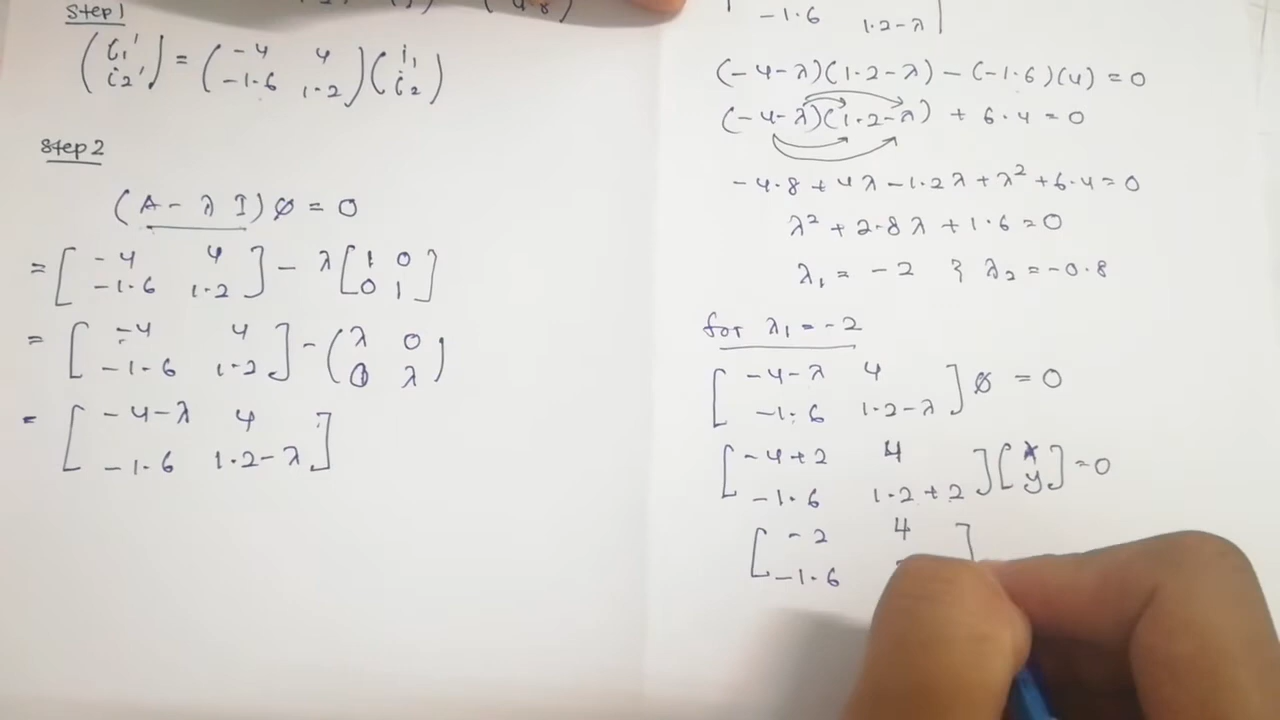 Step 1
(i₁' i₂') = (-4 4 -1.6 1.2)(i₁ i₂)
Step 2
(A - λ I)ø = 0
= [-4 4 -1.6 1.2] - λ[1 0 0 1]
= [-4 4 -1.6 1.2] - (λ 0 0 λ)
= [-4-λ 4 -1.6 1.2-λ]
-1.6 1.2-λ|
(-4-λ)(1.2-λ) - (-1.6)(4) = 0
(-4-λ)(1.2-λ) + 6.4 = 0
-4.8 + 4λ - 1.2λ + λ² + 6.4 = 0
λ² + 2.8λ + 1.6 = 0
λ₁ = -2 ; λ₂ = -0.8
for λ₁ = -2
[-4-λ 4 -1.6 1.2-λ]ø = 0
[-4+2 4 -1.6 1.2+2][x y] = 0
[-2 4 -1.6